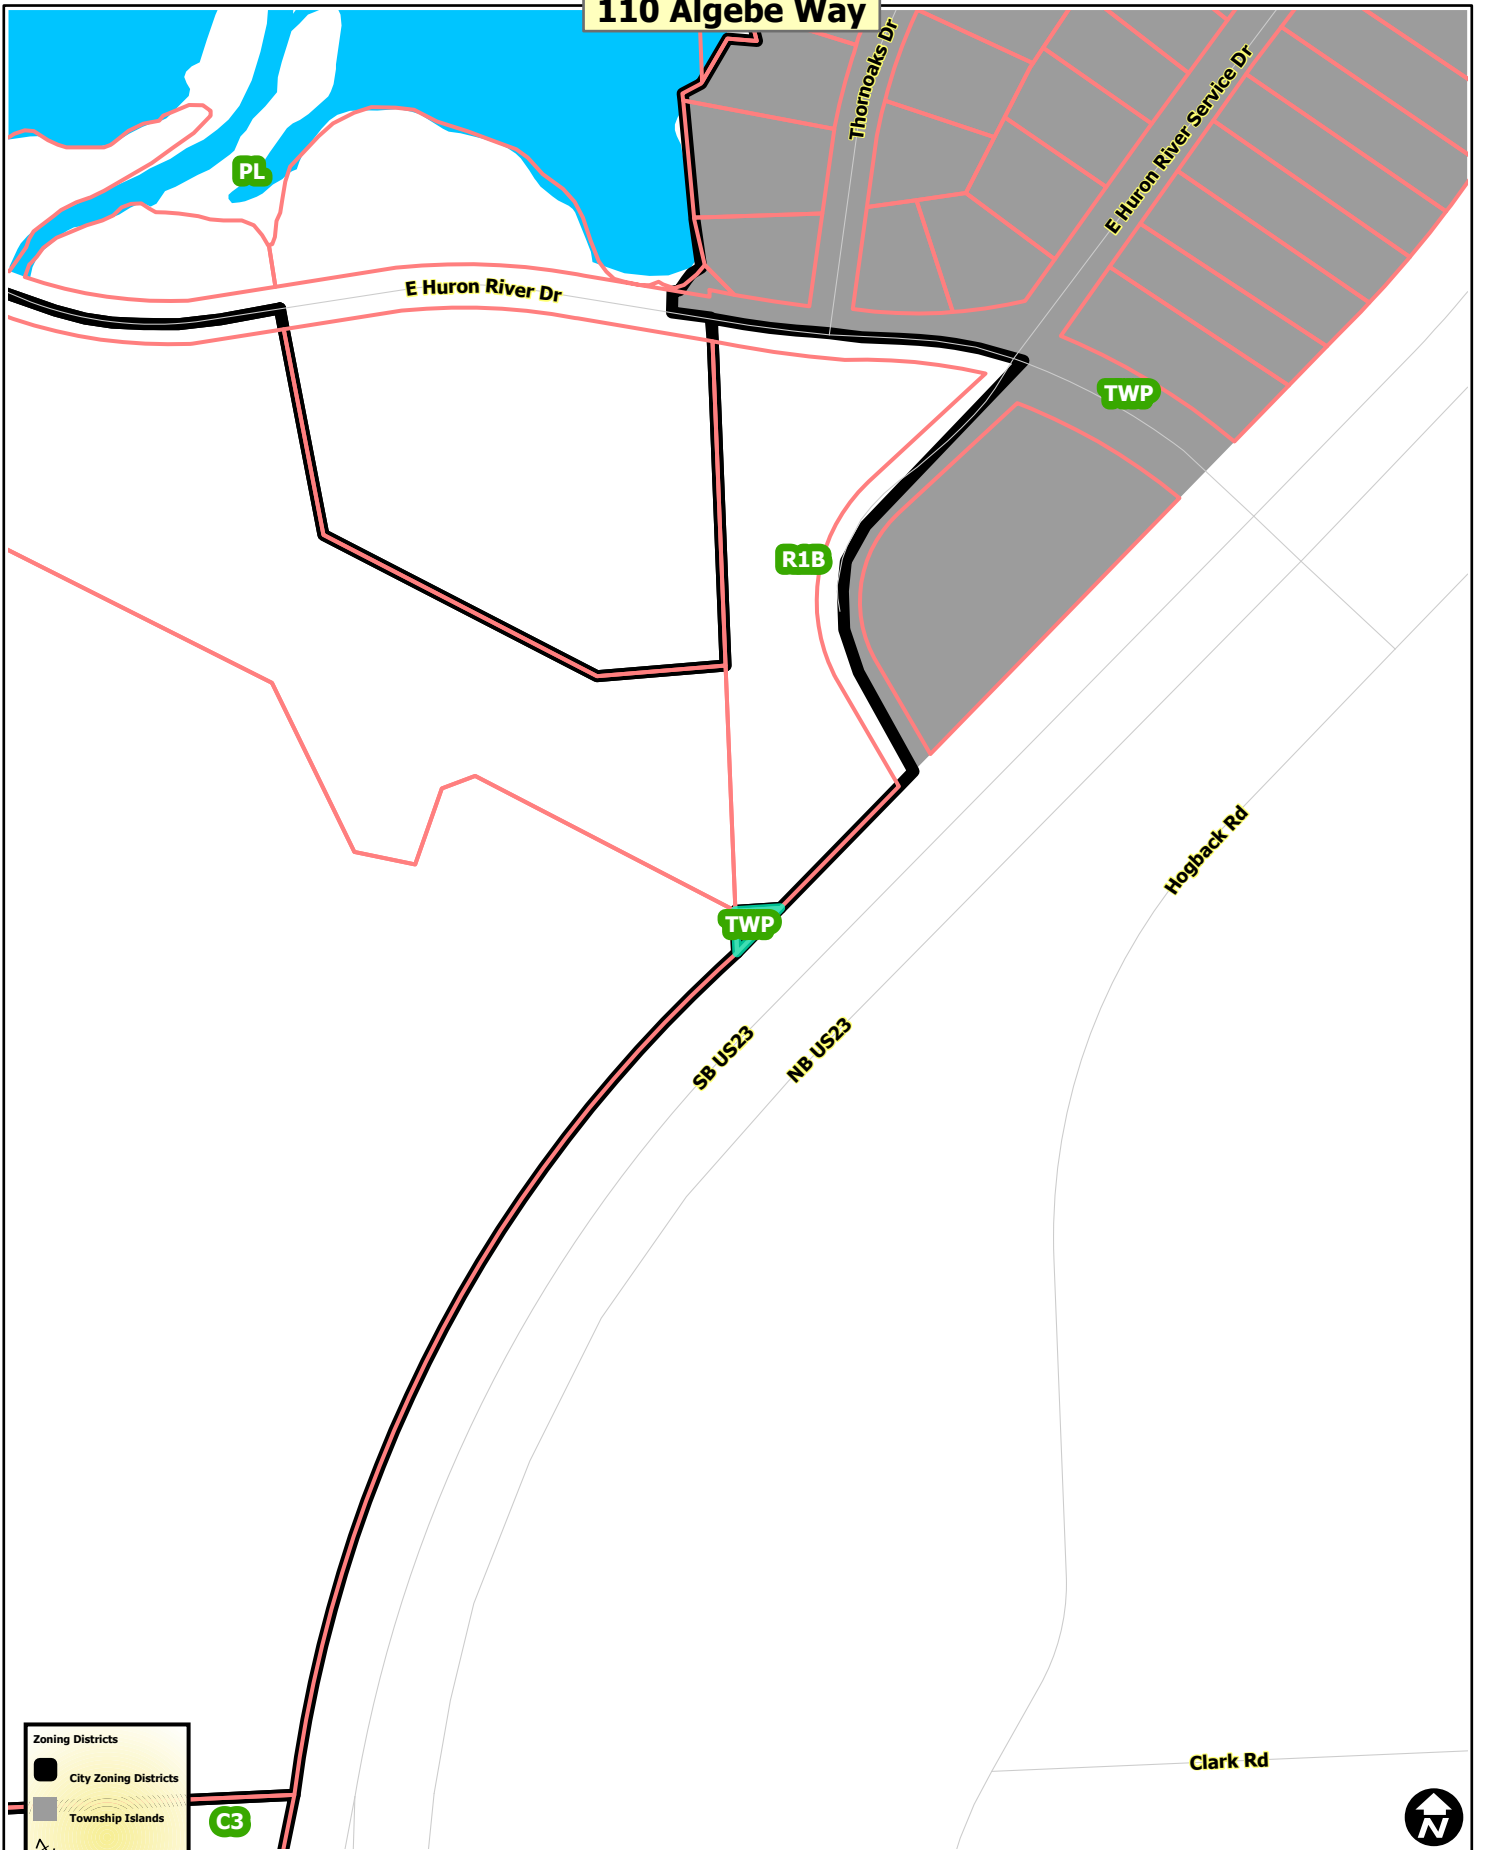 110 Algebe Way
Thornoaks Dr
E Huron River Service Dr
PL
E Huron River Dr
TWP
R1B
TWP
Hogback Rd
SB US23
NB US23
Clark Rd
Zoning Districts
City Zoning Districts
Township Islands
C3
N